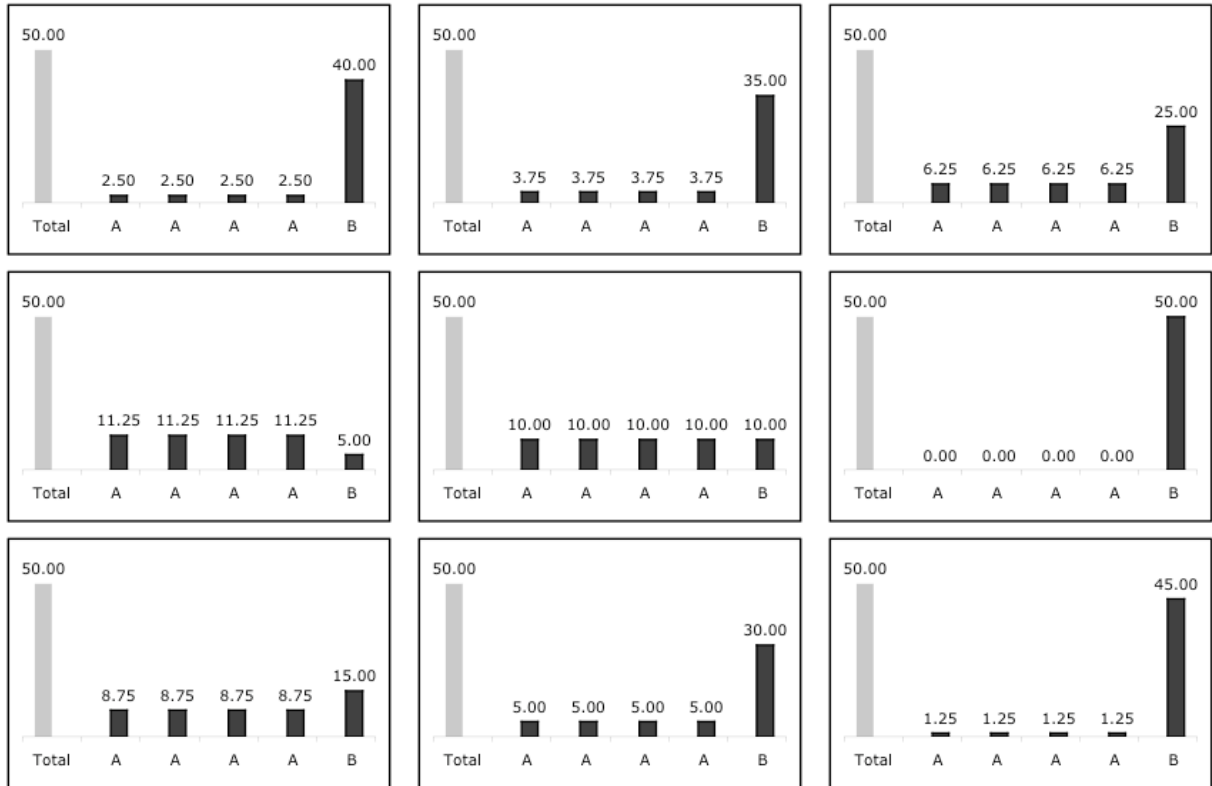 50.00 50.00 50.00
40.00 35.00 25.00
2.50 2.50 2.50 2.50 3.75 3.75 3.75 3.75 6.25 6.25 6.25 6.25
Total A A A A B Total A A A A B Total A A A A B
50.00 50.00 50.00 50.00
11.25 11.25 11.25 11.25 5.00 10.00 10.00 10.00 10.00 10.00 0.00 0.00 0.00 0.00
Total A A A A B Total A A A A B Total A A A A B
50.00 50.00 50.00 45.00
8.75 8.75 8.75 8.75 15.00 5.00 5.00 5.00 5.00 30.00 1.25 1.25 1.25 1.25
Total A A A A B Total A A A A B Total A A A A B